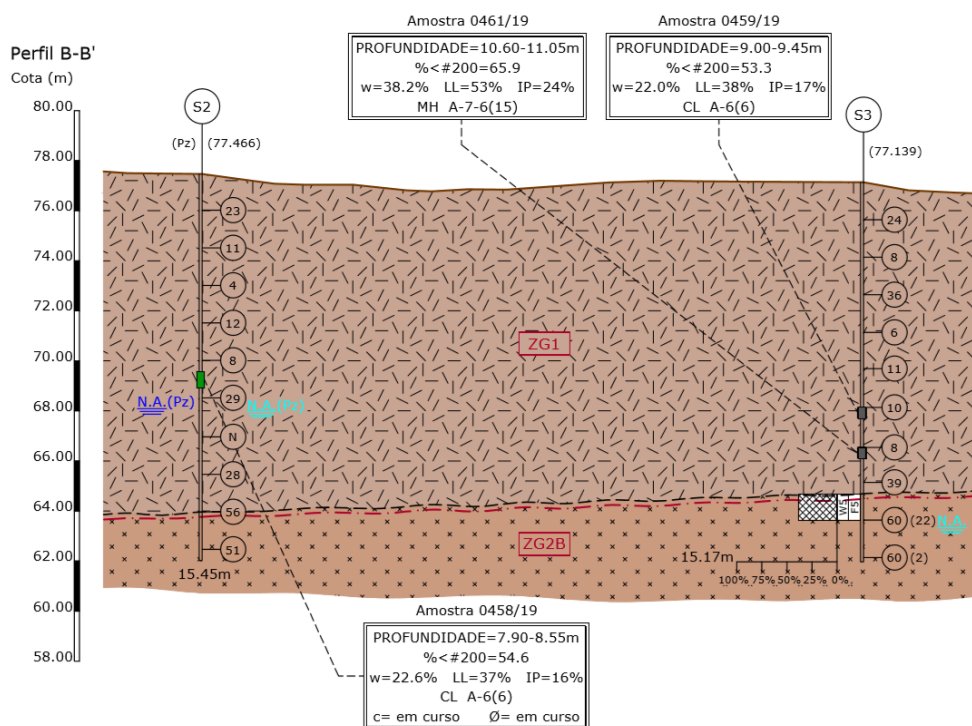 Amostra 0461/19
PROFUNDIDADE=10.60-11.05m
%<#200=65.9
w=38.2% LL=53% IP=24%
MH A-7-6(15)
Amostra 0459/19
PROFUNDIDADE=9.00-9.45m
%<#200=53.3
w=22.0% LL=38% IP=17%
CL A-6(6)
Perfil B-B'
Cota (m)
80.00
78.00
76.00
74.00
72.00
70.00
68.00
66.00
64.00
62.00
60.00
58.00
S2
(Pz) (77.466)
23
11
4
12
8
29
N
28
56
51
15.45m
N.A.(Pz)
N.A.(Pz)
ZG1
ZG2B
S3
(77.139)
24
8
36
6
11
10
8
39
60 (22)
60 (2)
N.A.
W5
F5
15.17m
100% 75% 50% 25% 0%
Amostra 0458/19
PROFUNDIDADE=7.90-8.55m
%<#200=54.6
w=22.6% LL=37% IP=16%
CL A-6(6)
c= em curso Ø= em curso